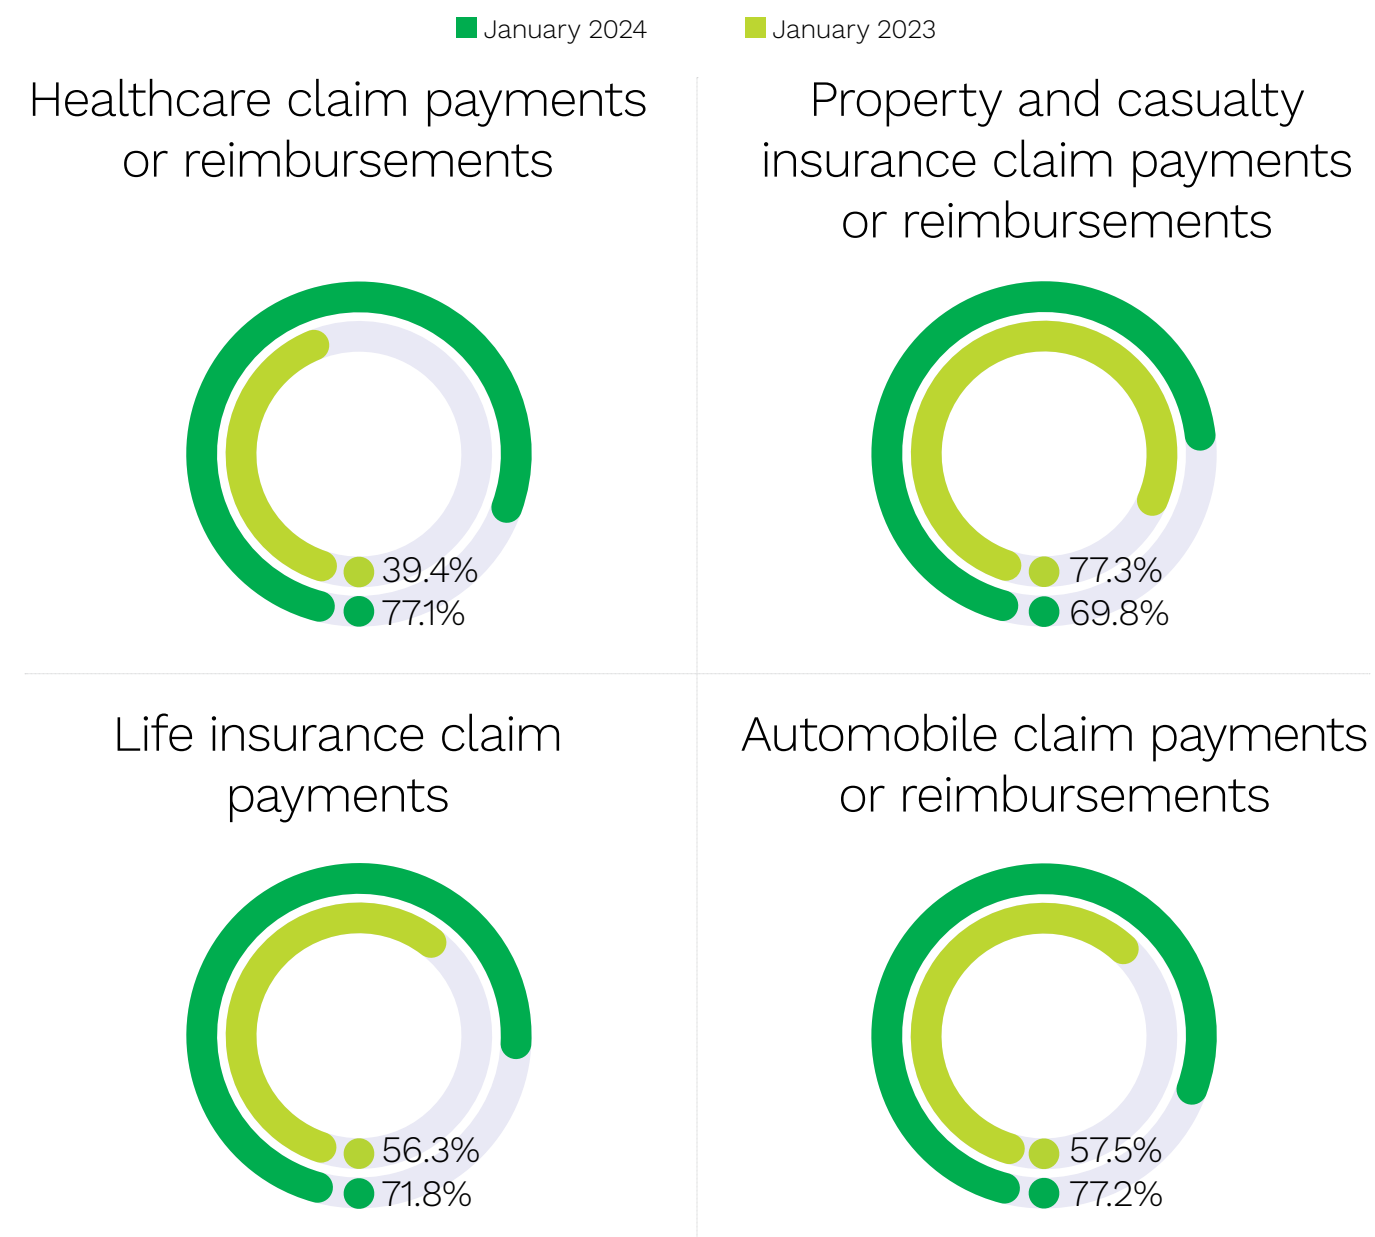 January 2024
January 2023
Healthcare claim payments
or reimbursements
39.4%
77.1%
Property and casualty
insurance claim payments
or reimbursements
77.3%
69.8%
Life insurance claim
payments
56.3%
71.8%
Automobile claim payments
or reimbursements
57.5%
77.2%